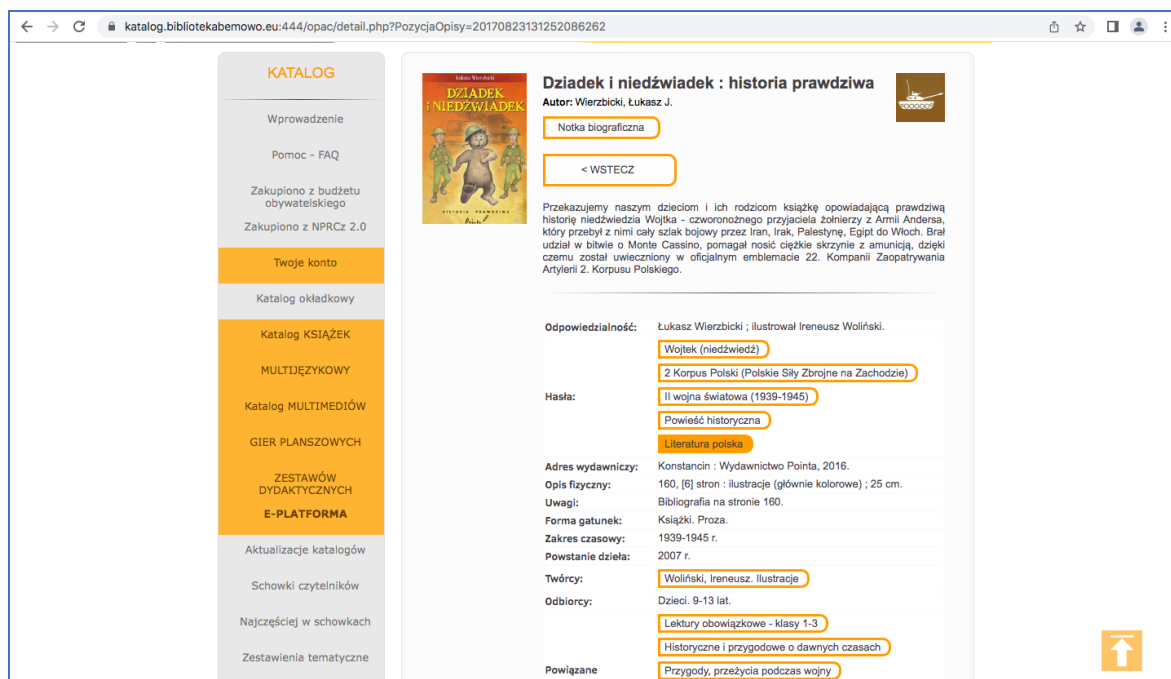 katalog.bibliotekabemowo.eu:444/opac/detail.php?PozycjaOpisy=20170823131252086262
KATALOG
Wprowadzenie
Pomoc - FAQ
Zakupiono z budżetu
obywatelskiego
Zakupiono z NPRCz 2.0
Twoje konto
Katalog okładkowy
Katalog KSIĄŻEK
MULTIJĘZYKOWY
Katalog MULTIMEDIÓW
GIER PLANSZOWYCH
ZESTAWÓW
DYDAKTYCZNYCH
E-PLATFORMA
Aktualizacje katalogów
Schowki czytelników
Najczęściej w schowkach
Zestawienia tematyczne
Łukasz Wierzbicki
DZIADEK
i NIEDŹWIADEK
HISTORIA PRAWDZIWA
Pointa
Dziadek i niedźwiadek : historia prawdziwa
Autor: Wierzbicki, Łukasz J.
Notka biograficzna
< WSTECZ
Przekazujemy naszym dzieciom i ich rodzicom książkę opowiadającą prawdziwą
historię niedźwiedzia Wojtka - czworonożnego przyjaciela żołnierzy z Armii Andersa,
który przebył z nimi cały szlak bojowy przez Iran, Irak, Palestynę, Egipt do Włoch. Brał
udział w bitwie o Monte Cassino, pomagał nosić ciężkie skrzynie z amunicją, dzięki
czemu został uwieczniony w oficjalnym emblemacie 22. Kompanii Zaopatrywania
Artylerii 2. Korpusu Polskiego.
Odpowiedzialność: Łukasz Wierzbicki ; ilustrował Ireneusz Woliński.
Wojtek (niedźwiedź)
2 Korpus Polski (Polskie Siły Zbrojne na Zachodzie)
Hasła: II wojna światowa (1939-1945)
Powieść historyczna
Literatura polska
Adres wydawniczy: Konstancin : Wydawnictwo Pointa, 2016.
Opis fizyczny: 160, [6] stron : ilustracje (głównie kolorowe) ; 25 cm.
Uwagi: Bibliografia na stronie 160.
Forma gatunek: Książki. Proza.
Zakres czasowy: 1939-1945 r.
Powstanie dzieła: 2007 r.
Twórcy: Woliński, Ireneusz. Ilustracje
Odbiorcy: Dzieci. 9-13 lat.
Lektury obowiązkowe - klasy 1-3
Historyczne i przygodowe o dawnych czasach
Powiązane Przygody, przeżycia podczas wojny